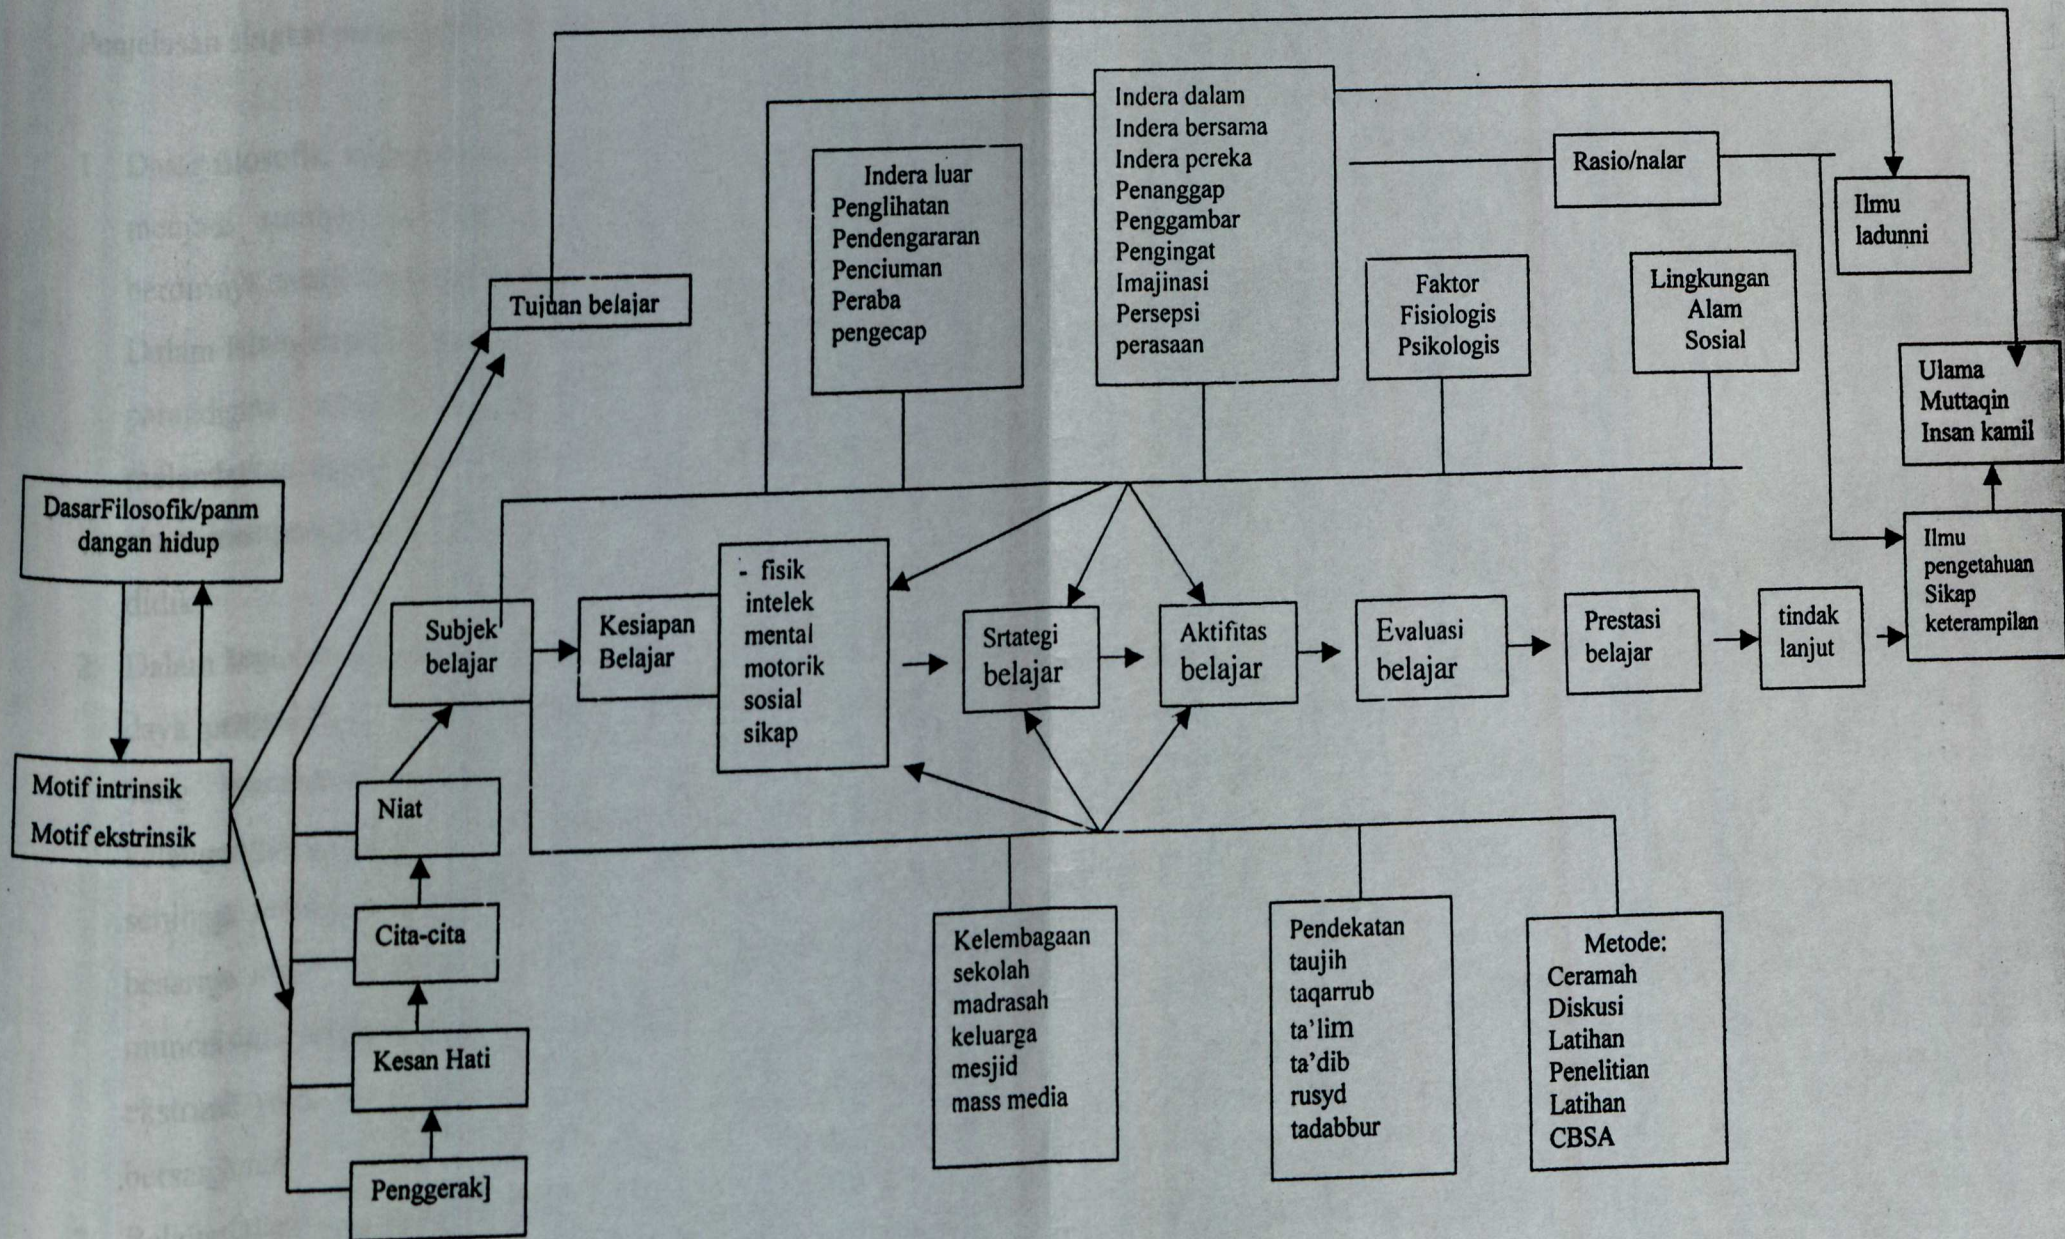 Indera dalam
Indera bersama
Indera pereka
Penanggap
Penggambar
Pengingat
Imajinasi
Persepsi
perasaan
Indera luar
Penglihatan
Pendengararan
Penciuman
Peraba
pengecap
Rasio/nalar
Ilmu
ladunni
Tujuan belajar
Faktor
Fisiologis
Psikologis
Lingkungan
Alam
Sosial
Ulama
Muttaqin
Insan kamil
DasarFilosofik/panm
dangan hidup
Motif intrinsik
Motif ekstrinsik
Subjek
belajar
Kesiapan
Belajar
- fisik
intelek
mental
motorik
sosial
sikap
Srtategi
belajar
Aktifitas
belajar
Evaluasi
belajar
Prestasi
belajar
tindak
lanjut
Ilmu
pengetahuan
Sikap
keterampilan
Niat
Cita-cita
Kesan Hati
Penggerak]
Kelembagaan
sekolah
madrasah
keluarga
mesjid
mass media
Pendekatan
taujih
taqarrub
ta'lim
ta'dib
rusyd
tadabbur
Metode:
Ceramah
Diskusi
Latihan
Penelitian
Latihan
CBSA